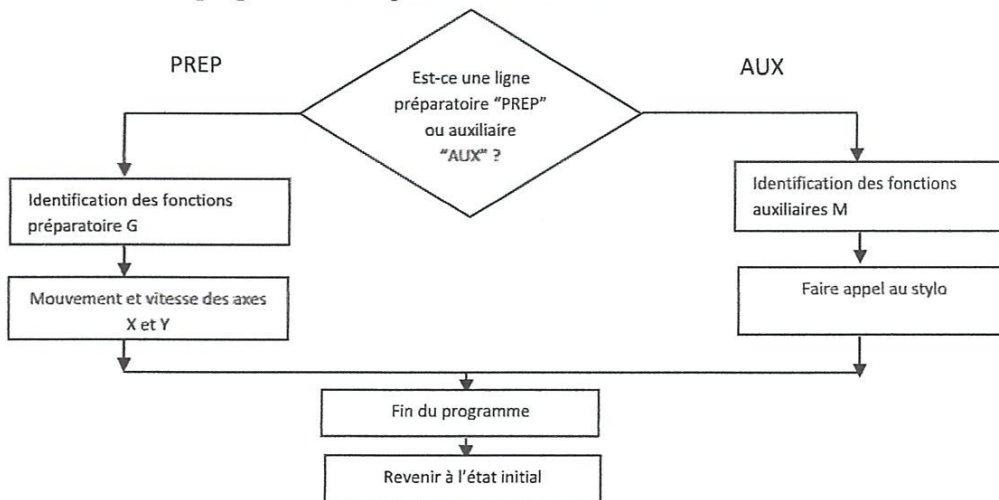 PREP
AUX
Est-ce une ligne
préparatoire “PREP”
ou auxiliaire
“AUX” ?
Identification des fonctions
préparatoire G
Identification des fonctions
auxiliaires M
Mouvement et vitesse des axes
X et Y
Faire appel au stylo
Fin du programme
Revenir à l’état initial